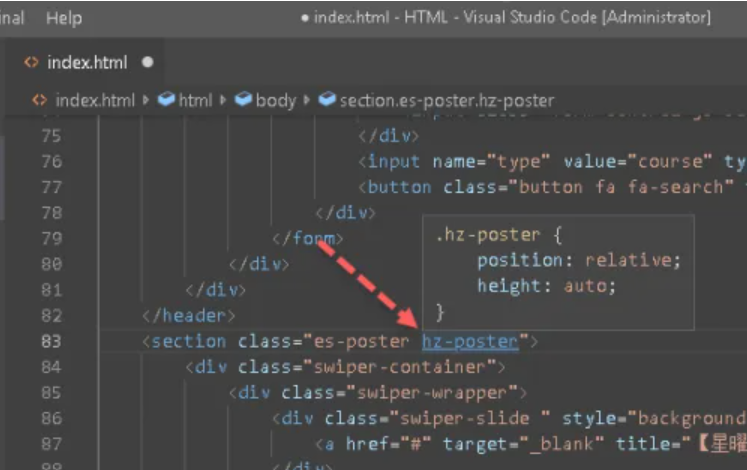 nal Help ● index.html - HTML - Visual Studio Code [Administrator]
<> index.html ●
<> index.html html body section.es-poster.hz-poster
75 </div>
76 <input name="type" value="course" ty
77 <button class="button fa fa-search"
78 </div>
79 </form>
80 </div>
81 </div>
82 </header>
.hz-poster {
position: relative;
height: auto;
}
83 <section class="es-poster hz-poster">
84 <div class="swiper-container">
85 <div class="swiper-wrapper">
86 <div class="swiper-slide " style="background
87 <a href="#" target="_blank" title="【星曜
88 </div>